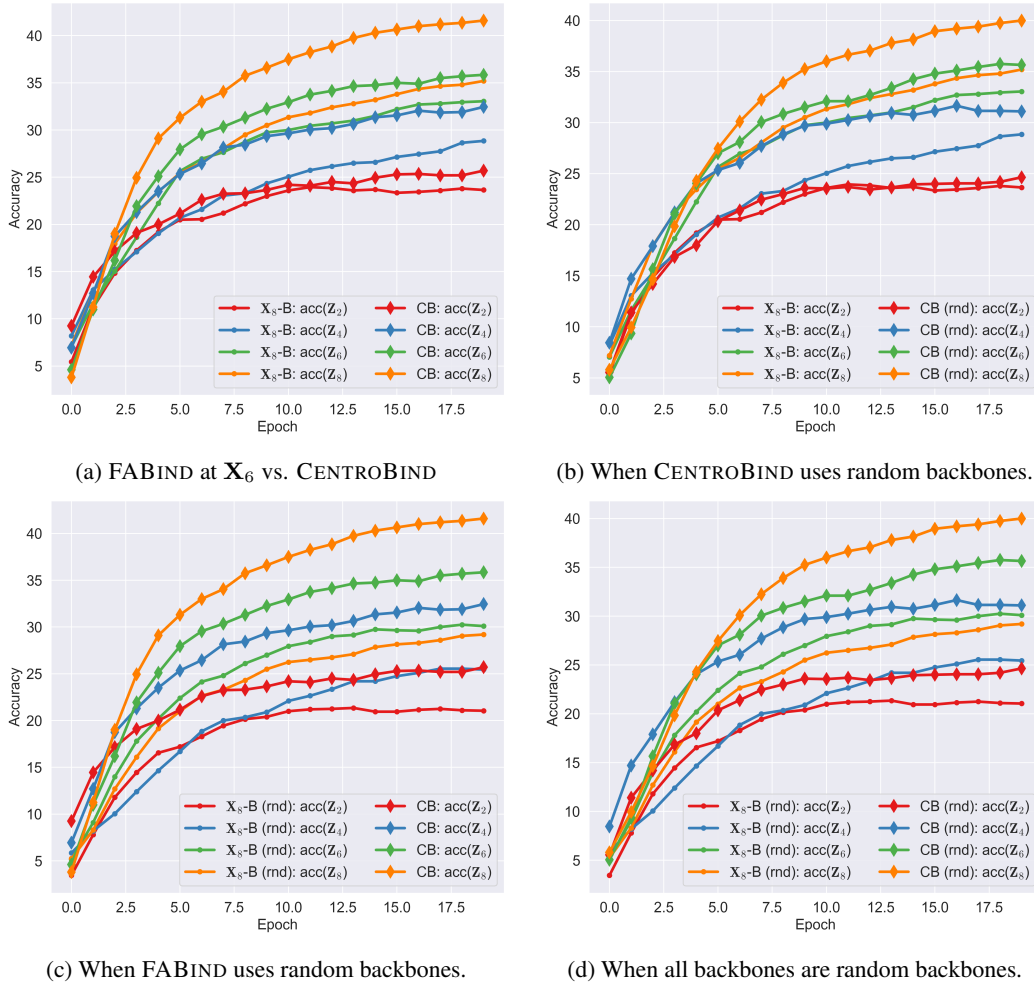 40
35
30
25
20
15
10
5
Accuracy
0.0 2.5 5.0 7.5 10.0 12.5 15.0 17.5
Epoch
X₈-B: acc(Z₂) CB: acc(Z₂)
X₈-B: acc(Z₄) CB: acc(Z₄)
X₈-B: acc(Z₆) CB: acc(Z₆)
X₈-B: acc(Z₈) CB: acc(Z₈)
(a) FABIND at X₆ vs. CENTROBIND
40
35
30
25
20
15
10
5
Accuracy
0.0 2.5 5.0 7.5 10.0 12.5 15.0 17.5
Epoch
X₈-B: acc(Z₂) CB (rnd): acc(Z₂)
X₈-B: acc(Z₄) CB (rnd): acc(Z₄)
X₈-B: acc(Z₆) CB (rnd): acc(Z₆)
X₈-B: acc(Z₈) CB (rnd): acc(Z₈)
(b) When CENTROBIND uses random backbones.
40
35
30
25
20
15
10
5
Accuracy
0.0 2.5 5.0 7.5 10.0 12.5 15.0 17.5
Epoch
X₈-B (rnd): acc(Z₂) CB: acc(Z₂)
X₈-B (rnd): acc(Z₄) CB: acc(Z₄)
X₈-B (rnd): acc(Z₆) CB: acc(Z₆)
X₈-B (rnd): acc(Z₈) CB: acc(Z₈)
(c) When FABIND uses random backbones.
40
35
30
25
20
15
10
5
Accuracy
0.0 2.5 5.0 7.5 10.0 12.5 15.0 17.5
Epoch
X₈-B (rnd): acc(Z₂) CB (rnd): acc(Z₂)
X₈-B (rnd): acc(Z₄) CB (rnd): acc(Z₄)
X₈-B (rnd): acc(Z₆) CB (rnd): acc(Z₆)
X₈-B (rnd): acc(Z₈) CB (rnd): acc(Z₈)
(d) When all backbones are random backbones.